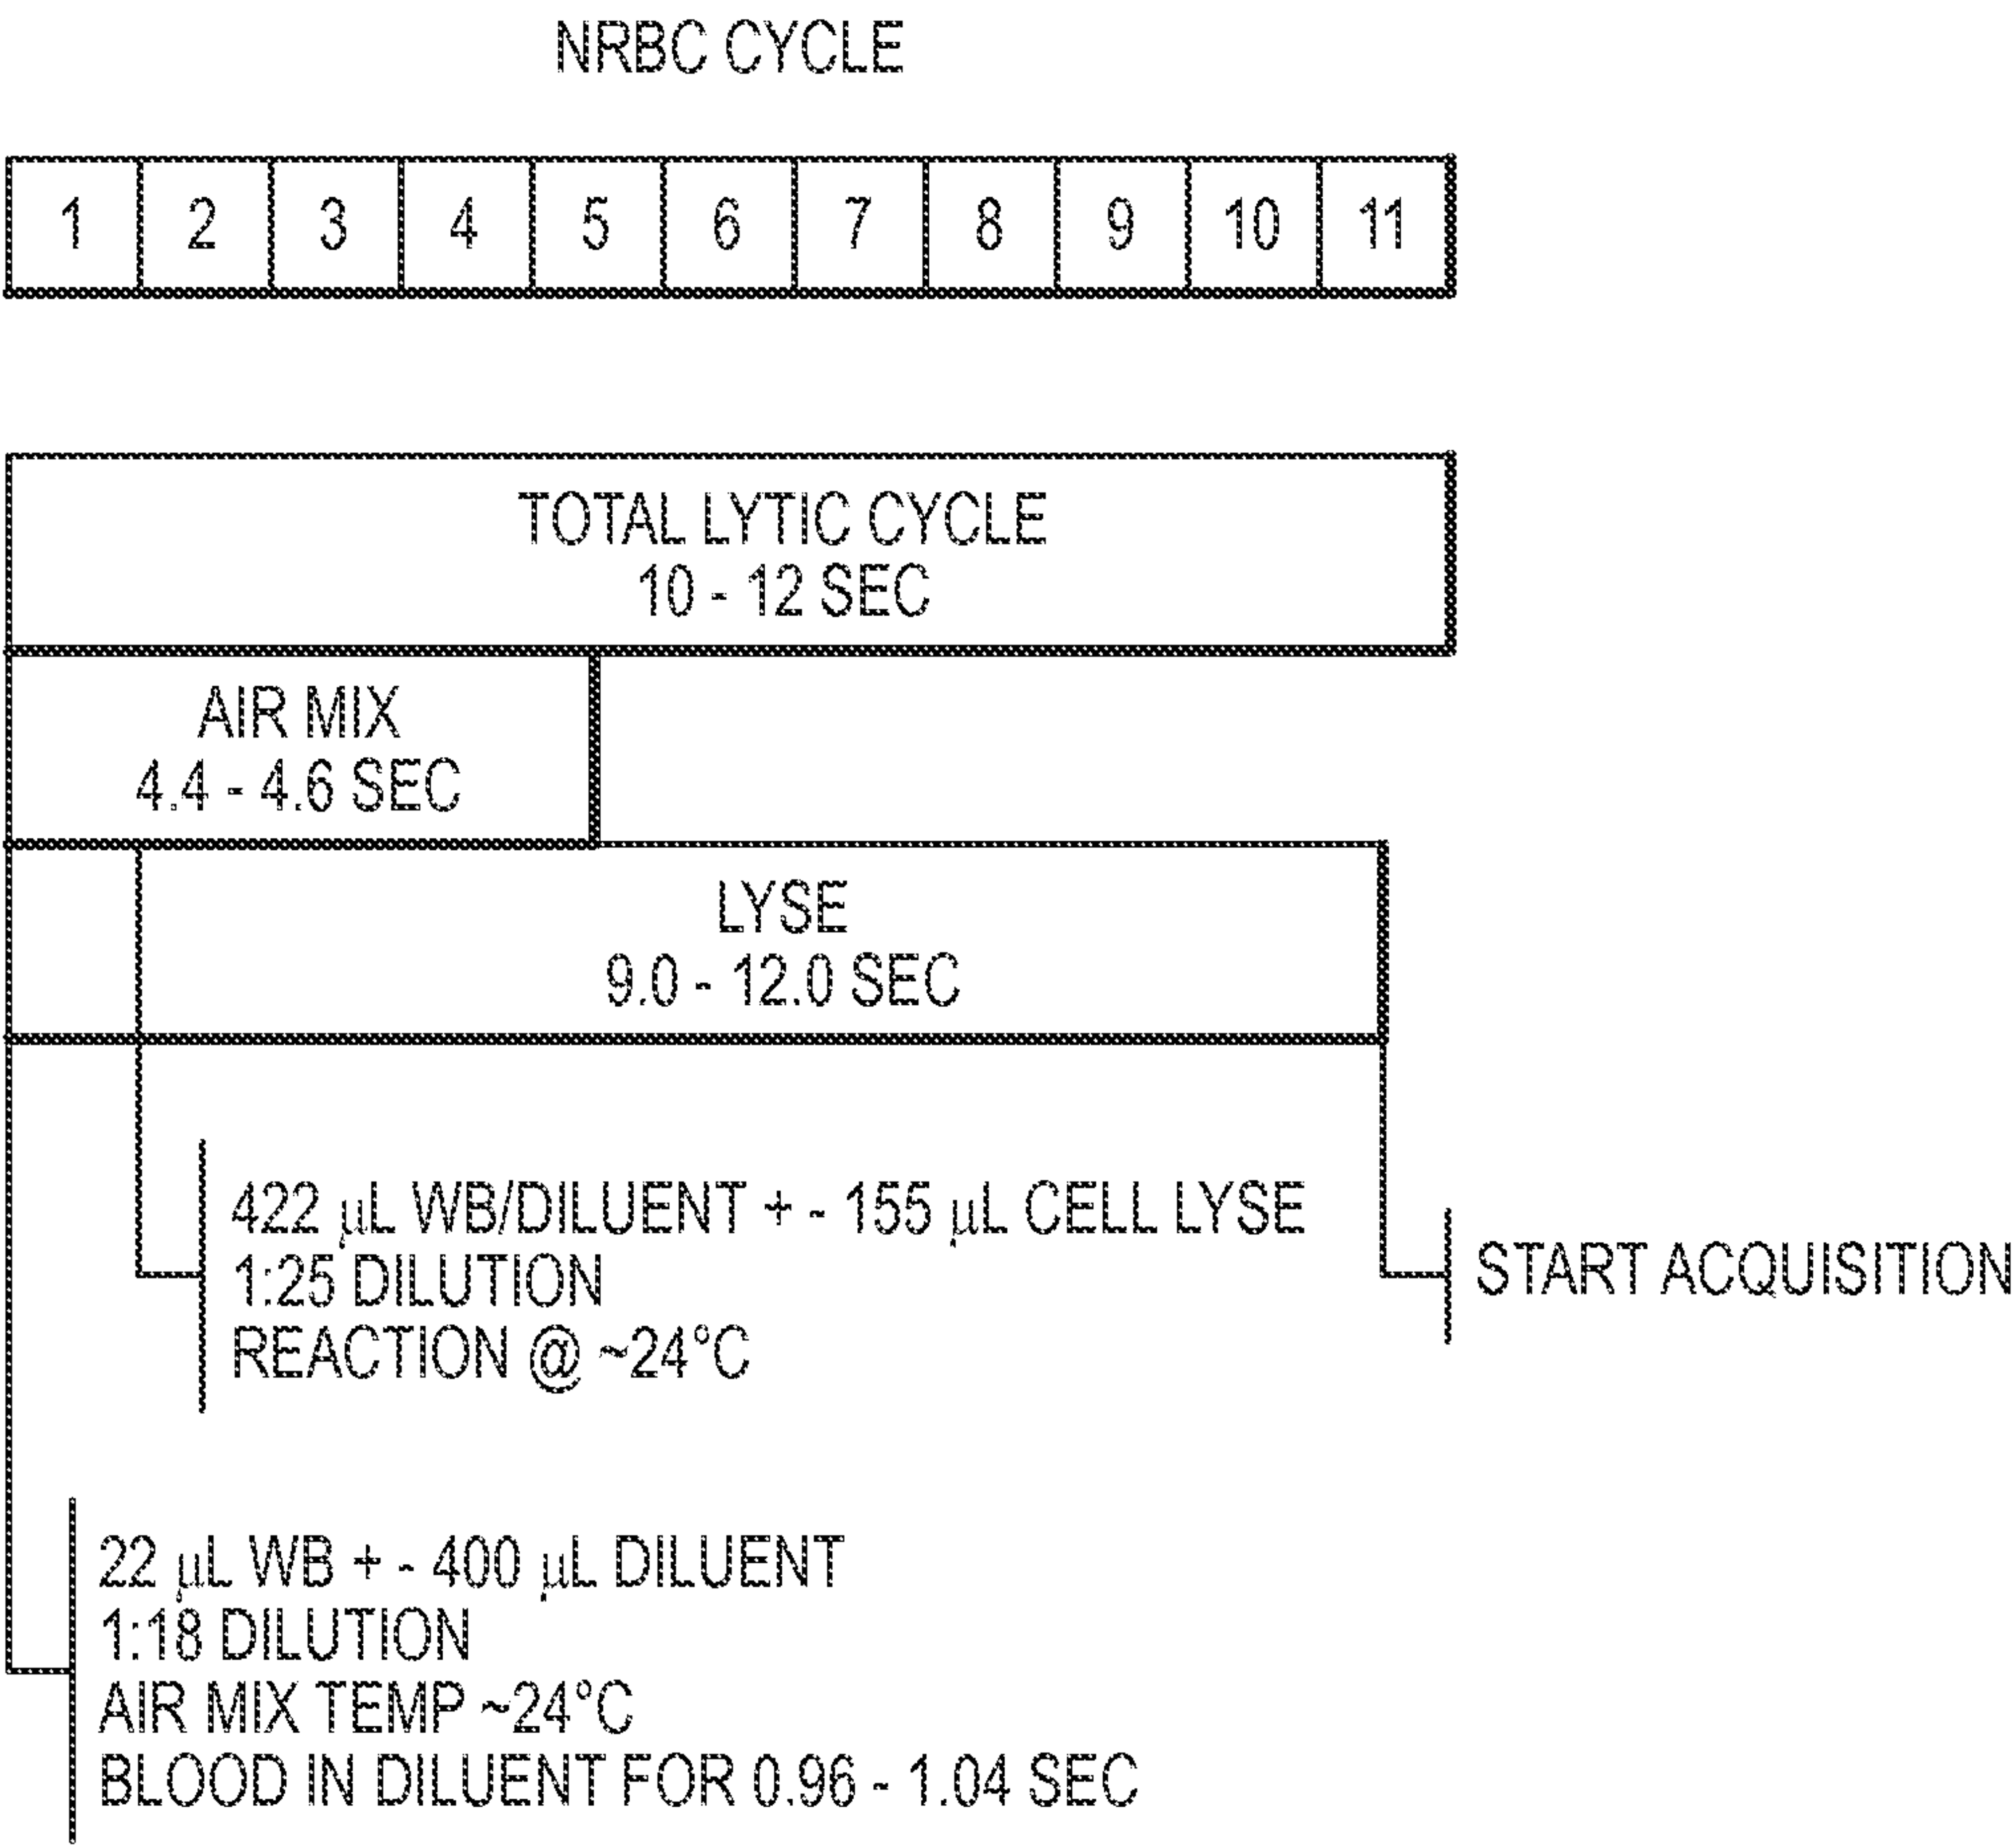 NRBC CYCLE
1 2 3 4 5 6 7 8 9 10 11
TOTAL LYTIC CYCLE
10 - 12 SEC
AIR MIX
4.4 - 4.6 SEC
LYSE
9.0 - 12.0 SEC
422 µL WB/DILUENT + - 155 µL CELL LYSE
1:25 DILUTION
REACTION @ ~24°C
START ACQUISITION
22 µL WB + - 400 µL DILUENT
1:18 DILUTION
AIR MIX TEMP ~24°C
BLOOD IN DILUENT FOR 0.96 - 1.04 SEC